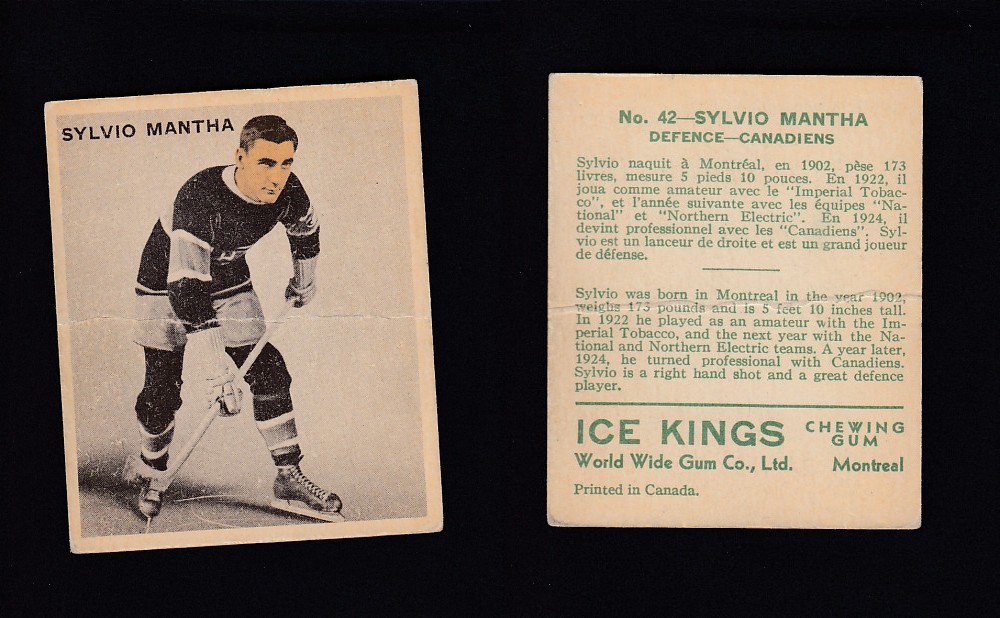 SYLVIO MANTHA
No. 42—SYLVIO MANTHA
DEFENCE—CANADIENS
Sylvio naquit à Montréal, en 1902, pèse 173
livres, mesure 5 pieds 10 pouces. En 1922, il
joua comme amateur avec le "Imperial Tobac-
co", et l'année suivante avec les équipes "Na-
tional" et "Northern Electric". En 1924, il
devint professionel avec les "Canadiens". Syl-
vio est un lanceur de droite et est un grand joueur
de défense.
Sylvio was born in Montreal in the year 1902,
weighs 173 pounds and is 5 feet 10 inches tall.
In 1922 he played as an amateur with the Im-
perial Tobacco, and the next year with the Na-
tional and Northern Electric teams. A year later,
1924, he turned professional with Canadiens.
Sylvio is a right hand shot and a great defence
player.
ICE KINGS CHEWING GUM
World Wide Gum Co., Ltd. Montreal
Printed in Canada.